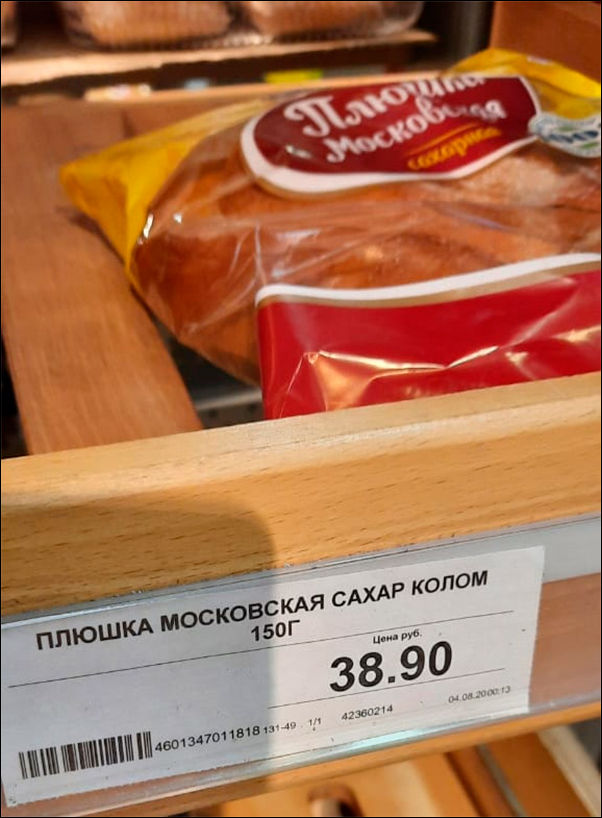 Плюшка
Московская
сахарная
ПЛЮШКА МОСКОВСКАЯ САХАР КОЛОМ
150Г
Цена руб.
38.90
4601347011818 131-49 1/1 42360214 04.08.20 00:13